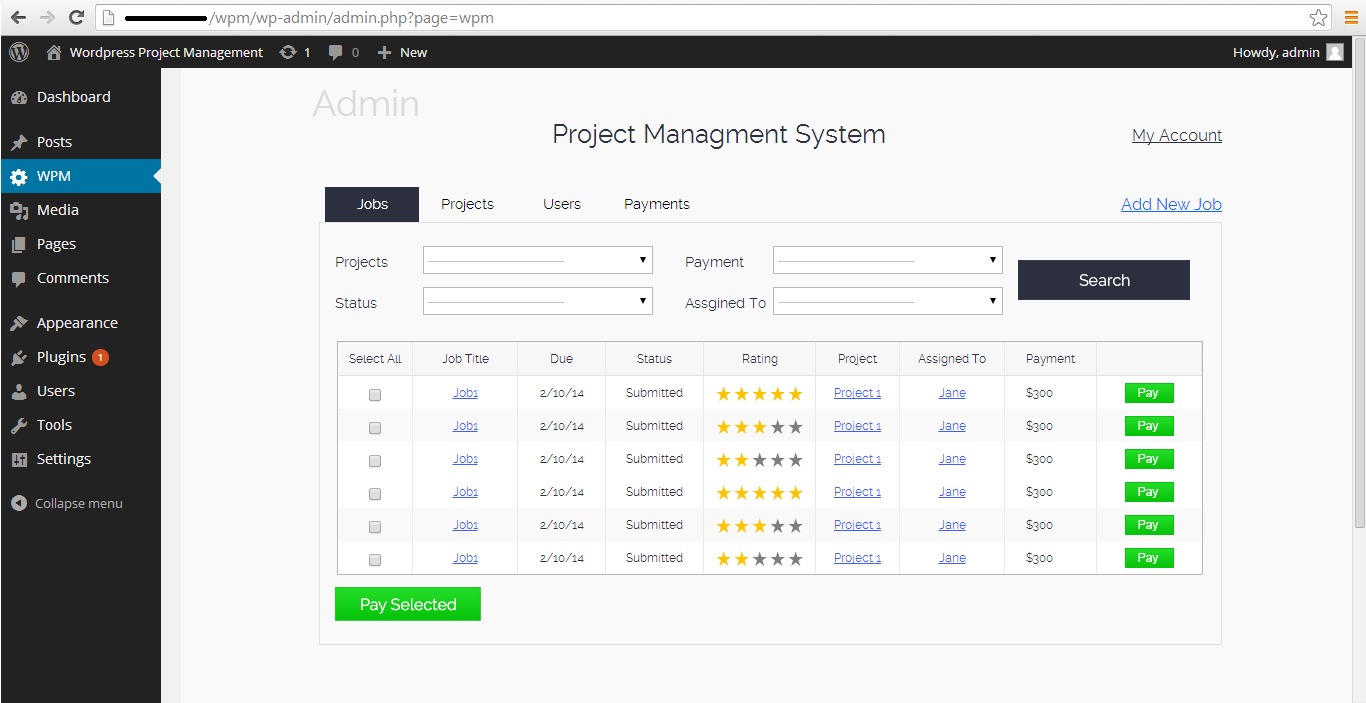 /wpm/wp-admin/admin.php?page=wpm
Wordpress Project Management 1 0 New Howdy, admin
Dashboard
Posts
WPM
Media
Pages
Comments
Appearance
Plugins 1
Users
Tools
Settings
Collapse menu
Admin
Project Managment System
My Account
Jobs Projects Users Payments Add New Job
Projects Payment
Search
Status Assgined To
Select All Job Title Due Status Rating Project Assigned To Payment
Job1 2/10/14 Submitted Project 1 Jane $300 Pay
Job1 2/10/14 Submitted Project 1 Jane $300 Pay
Job1 2/10/14 Submitted Project 1 Jane $300 Pay
Job1 2/10/14 Submitted Project 1 Jane $300 Pay
Job1 2/10/14 Submitted Project 1 Jane $300 Pay
Job1 2/10/14 Submitted Project 1 Jane $300 Pay
Pay Selected